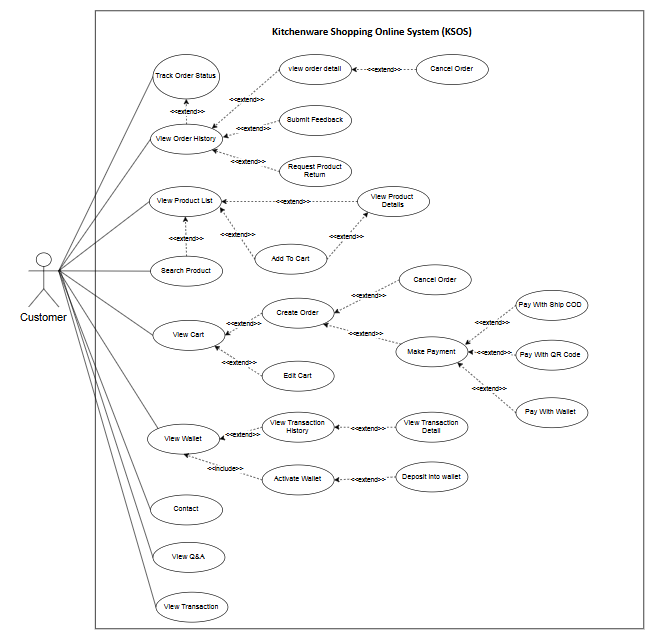 Kitchenware Shopping Online System (KSOS)
view order detail
<<extend>>
Cancel Order
Track Order Status
<<extend>>
<<extend>>
Submit Feedback
<<extend>>
View Order History
<<extend>>
Request Product
Return
View Product List
<<extend>>
View Product
Details
<<extend>>
<<extend>>
<<extend>>
Search Product
Add To Cart
Customer
Cancel Order
<<extend>>
Create Order
Pay With Ship COD
<<extend>>
<<extend>>
View Cart
<<extend>>
Make Payment
<<extend>>
Pay With QR Code
<<extend>>
Edit Cart
<<extend>>
Pay With Wallet
View Wallet
<<extend>>
View Transaction
History
<<extend>>
View Transaction
Detail
<<include>>
Activate Wallet
<<extend>>
Deposit into wallet
Contact
View Q&A
View Transaction